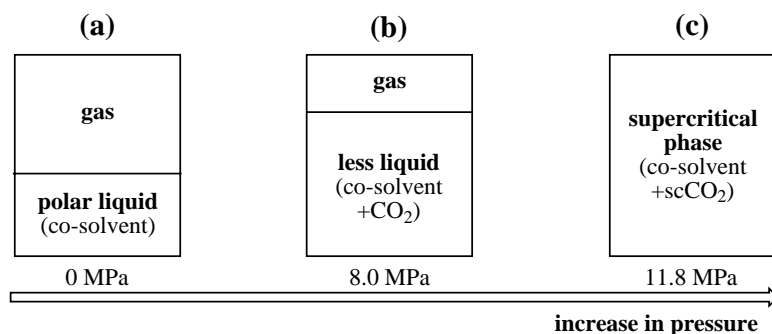 (a)
gas
polar liquid
(co-solvent)
0 MPa
(b)
gas
less liquid
(co-solvent
+CO₂)
8.0 MPa
(c)
supercritical
phase
(co-solvent
+scCO₂)
11.8 MPa
increase in pressure